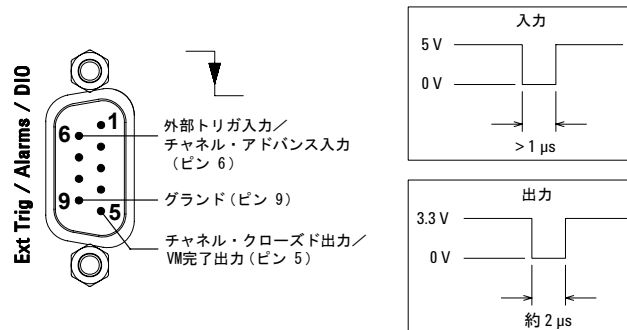 Ext Trig / Alarms / DIO
1
6
9
5
外部トリガ入力／
チャネル・アドバンス入力
（ピン 6）
グランド（ピン 9）
チャネル・クローズド出力／
VM完了出力（ピン 5）
入力
5 V
0 V
> 1 µs
出力
3.3 V
0 V
約 2 µs